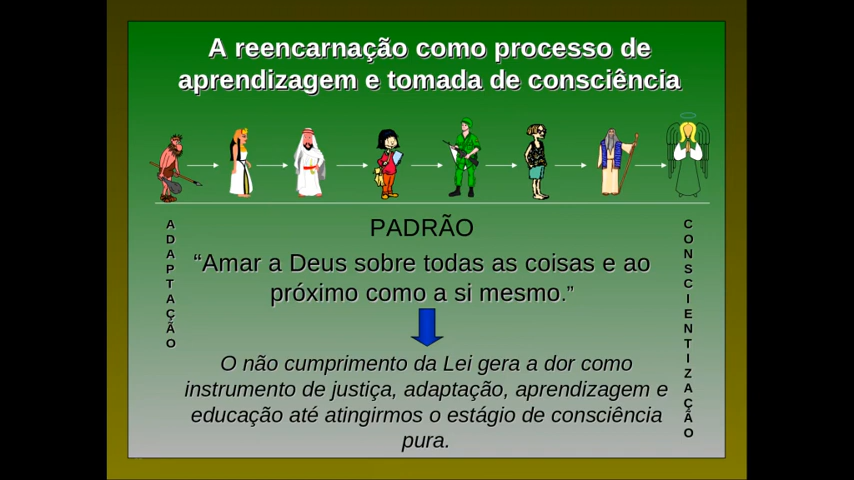 A reencarnação como processo de
aprendizagem e tomada de consciência
ADAPTAÇÃO
PADRÃO
“Amar a Deus sobre todas as coisas e ao
próximo como a si mesmo.”
O não cumprimento da Lei gera a dor como
instrumento de justiça, adaptação, aprendizagem e
educação até atingirmos o estágio de consciência
pura.
CONSCIENTIZAÇÃO